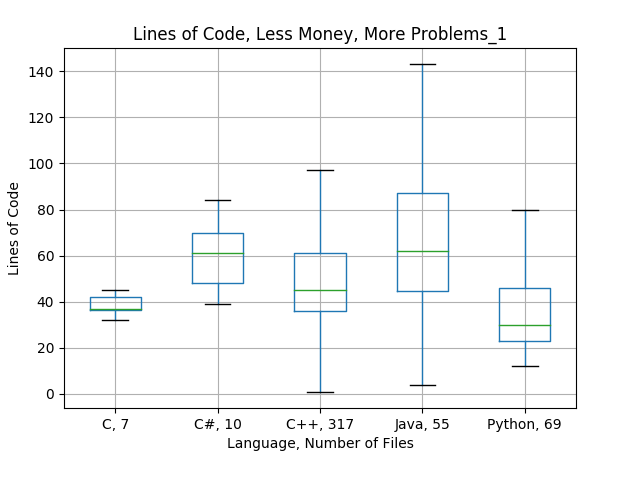 Lines of Code, Less Money, More Problems_1
140
120
100
80
60
40
20
0
Lines of Code
C, 7 C#, 10 C++, 317 Java, 55 Python, 69
Language, Number of Files